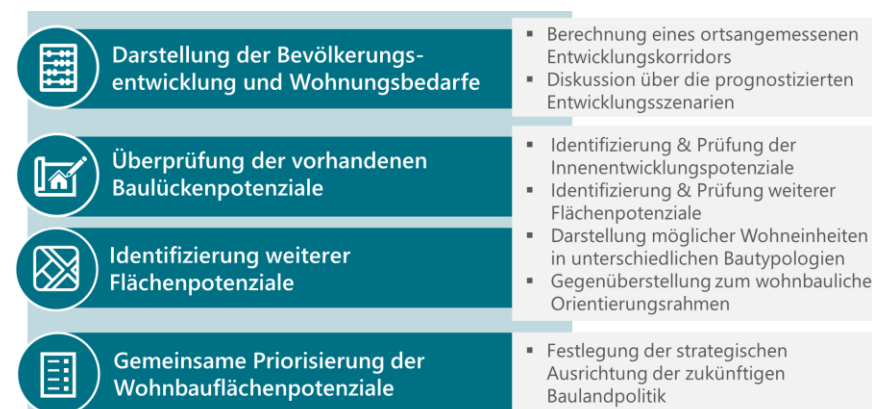 Darstellung der Bevölkerungs-
entwicklung und Wohnungsbedarfe
▪ Berechnung eines ortsangemessenen
Entwicklungskorridors
▪ Diskussion über die prognostizierten
Entwicklungsszenarien
Überprüfung der vorhandenen
Baulückenpotenziale
Identifizierung weiterer
Flächenpotenziale
▪ Identifizierung & Prüfung der
Innenentwicklungspotenziale
▪ Identifizierung & Prüfung weiterer
Flächenpotenziale
▪ Darstellung möglicher Wohneinheiten
in unterschiedlichen Bautypologien
▪ Gegenüberstellung zum wohnbauliche
Orientierungsrahmen
Gemeinsame Priorisierung der
Wohnbauflächenpotenziale
▪ Festlegung der strategischen
Ausrichtung der zukünftigen
Baulandpolitik